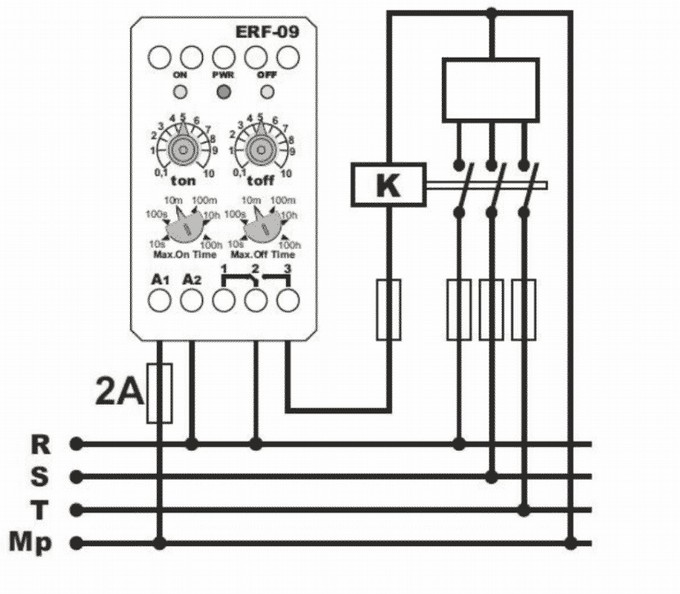 ERF-09
ON PWR OFF
0,1 1 2 3 4 5 6 7 8 9 10
ton
0,1 1 2 3 4 5 6 7 8 9 10
toff
10s 100s 10m 100m 10h 100h
Max.On Time
10s 100s 10m 100m 10h 100h
Max.Off Time
A1 A2 1 2 3
K
2A
R
S
T
Mp